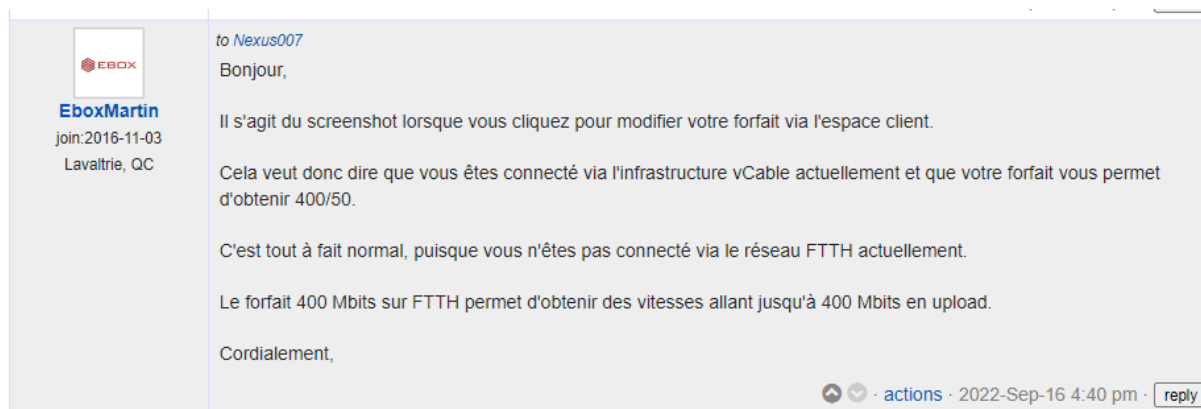 to Nexus007
EBOX
Bonjour,
EboxMartin
join:2016-11-03
Lavaltrie, QC
Il s'agit du screenshot lorsque vous cliquez pour modifier votre forfait via l'espace client.
Cela veut donc dire que vous êtes connecté via l'infrastructure vCable actuellement et que votre forfait vous permet
d'obtenir 400/50.
C'est tout à fait normal, puisque vous n'êtes pas connecté via le réseau FTTH actuellement.
Le forfait 400 Mbits sur FTTH permet d'obtenir des vitesses allant jusqu'à 400 Mbits en upload.
Cordialement,
· actions · 2022-Sep-16 4:40 pm · reply